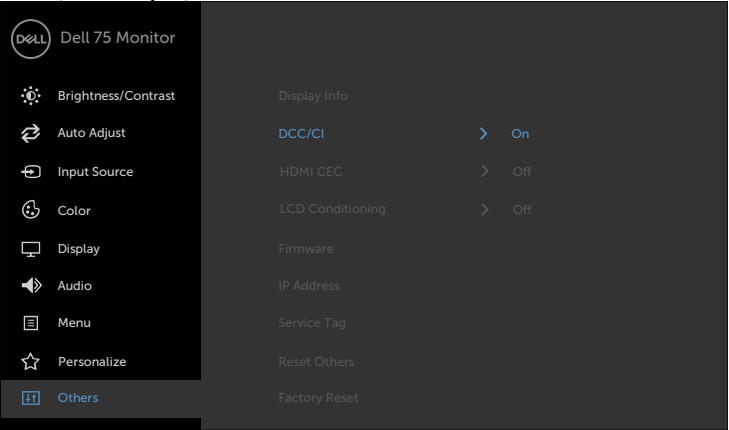 DELL
Dell 75 Monitor
Brightness/Contrast
Display Info
Auto Adjust
DCC/CI
On
Input Source
HDMI CEC
Off
Color
LCD Conditioning
Off
Display
Firmware
Audio
IP Address
Menu
Service Tag
Personalize
Reset Others
Others
Factory Reset